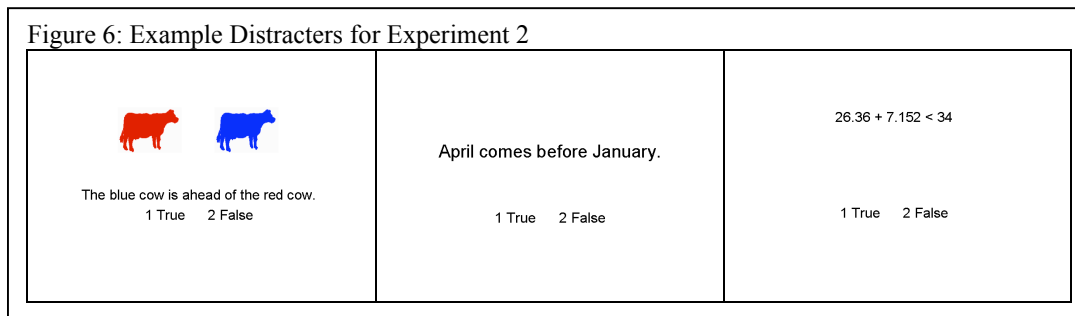 Figure 6: Example Distracters for Experiment 2
The blue cow is ahead of the red cow.
1 True 2 False
April comes before January.
1 True 2 False
26.36 + 7.152 < 34
1 True 2 False